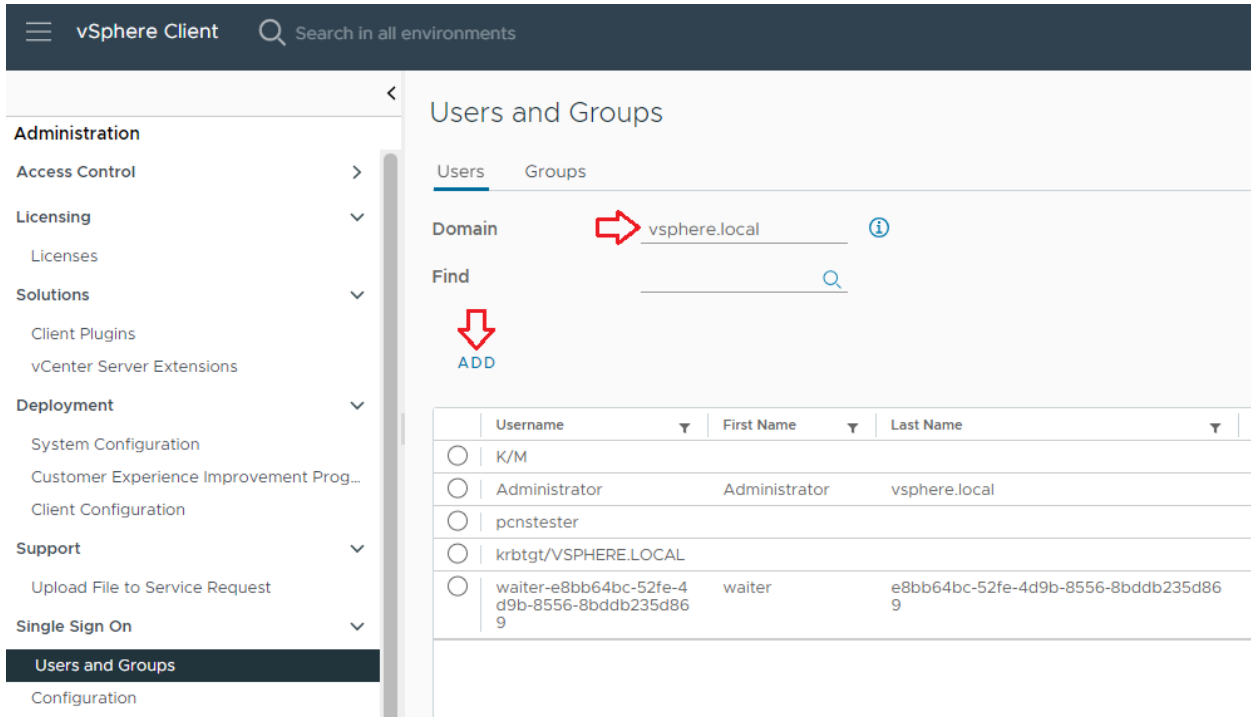 vSphere Client Search in all environments
Administration
Access Control
Licensing
Licenses
Solutions
Client Plugins
vCenter Server Extensions
Deployment
System Configuration
Customer Experience Improvement Prog...
Client Configuration
Support
Upload File to Service Request
Single Sign On
Users and Groups
Configuration
Users and Groups
Users Groups
Domain vsphere.local
Find
ADD
Username First Name Last Name
K/M
Administrator Administrator vsphere.local
pcnstester
krbtgt/VSPHERE.LOCAL
waiter-e8bb64bc-52fe-4 waiter e8bb64bc-52fe-4d9b-8556-8bddb235d86
d9b-8556-8bddb235d86 9
9